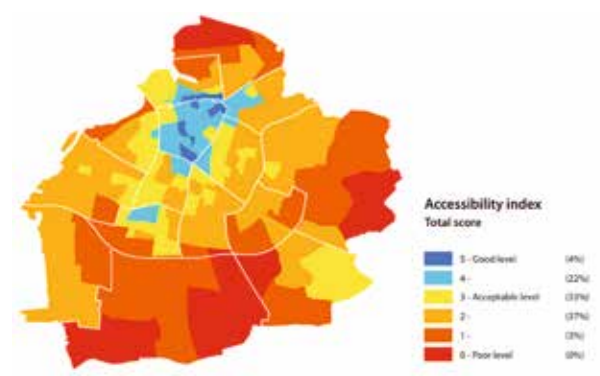 Accessibility index
Total score
5 - Good level (4%)
4 - (22%)
3 - Acceptable level (33%)
2 - (37%)
1 - (3%)
0 - Poor level (0%)